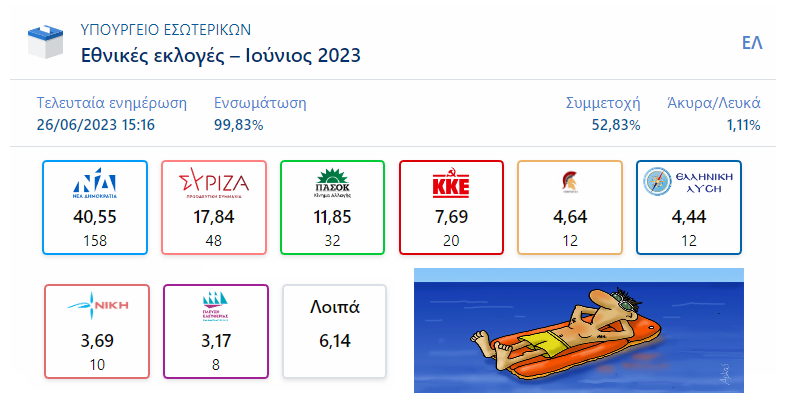 ΥΠΟΥΡΓΕΙΟ ΕΣΩΤΕΡΙΚΩΝ
Εθνικές εκλογές – Ιούνιος 2023
ΕΛ
Τελευταία ενημέρωση Ενσωμάτωση Συμμετοχή Άκυρα/Λευκά
26/06/2023 15:16 99,83% 52,83% 1,11%
ΝΔ
ΝΕΑ ΔΗΜΟΚΡΑΤΙΑ
40,55
158
ΣΥΡΙΖΑ
ΠΡΟΟΔΕΥΤΙΚΗ ΣΥΜΜΑΧΙΑ
17,84
48
ΠΑΣΟΚ
Κίνημα Αλλαγής
11,85
32
ΚΚΕ
7,69
20
4,64
12
ΕΛΛΗΝΙΚΗ
ΛΥΣΗ
4,44
12
ΝΙΚΗ
3,69
10
ΠΛΕΥΣΗ
ΕΛΕΥΘΕΡΙΑΣ
3,17
8
Λοιπά
6,14